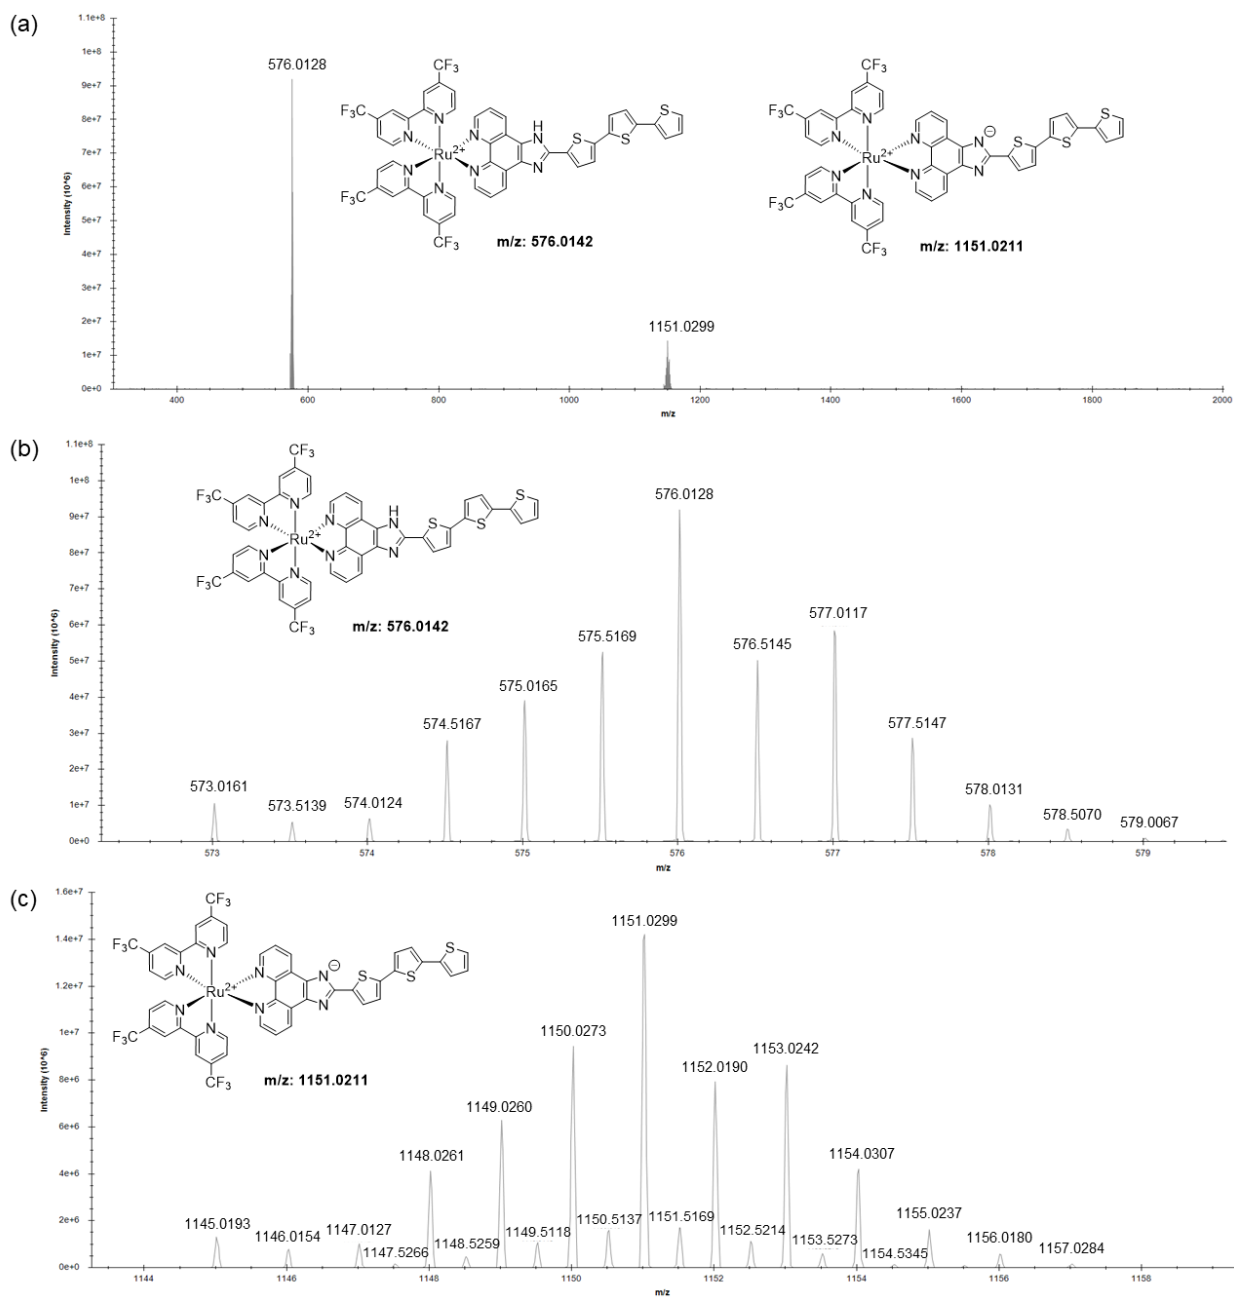 (a)
Intensity (10^6)
1.1e+8
1e+8
9e+7
8e+7
7e+7
6e+7
5e+7
4e+7
3e+7
2e+7
1e+7
0e+0
576.0128
1151.0299
CF3
F3C
N
N
Ru2+
N
N
F3C
CF3
N
N
H
N
N
S
S
S
m/z: 576.0142
CF3
F3C
N
N
Ru2+
N
N
F3C
CF3
N
N
N
⊖
N
S
S
S
m/z: 1151.0211
400 600 800 1000 1200 1400 1600 1800 2000
m/z
(b)
Intensity (10^6)
1.1e+8
1e+8
9e+7
8e+7
7e+7
6e+7
5e+7
4e+7
3e+7
2e+7
1e+7
0e+0
CF3
F3C
N
N
Ru2+
N
N
F3C
CF3
N
N
H
N
N
S
S
S
m/z: 576.0142
573.0161
573.5139
574.0124
574.5167
575.0165
575.5169
576.0128
576.5145
577.0117
577.5147
578.0131
578.5070
579.0067
573 574 575 576 577 578 579
m/z
(c)
Intensity (10^6)
1.6e+7
1.4e+7
1.2e+7
1e+7
8e+6
6e+6
4e+6
2e+6
0e+0
CF3
F3C
N
N
Ru2+
N
N
F3C
CF3
N
N
N
⊖
N
S
S
S
m/z: 1151.0211
1145.0193
1146.0154
1147.0127
1147.5266
1148.0261
1148.5259
1149.0260
1149.5118
1150.0273
1150.5137
1151.0299
1151.5169
1152.0190
1152.5214
1153.0242
1153.5273
1154.0307
1154.5345
1155.0237
1156.0180
1157.0284
1144 1146 1148 1150 1152 1154 1156 1158
m/z